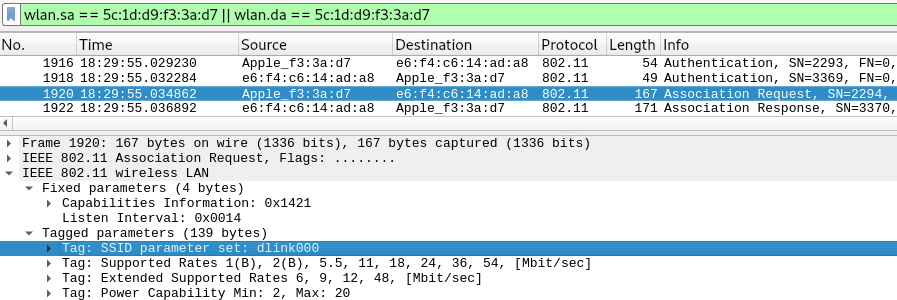 wlan.sa == 5c:1d:d9:f3:3a:d7 || wlan.da == 5c:1d:d9:f3:3a:d7
No. Time Source Destination Protocol Length Info
1916 18:29:55.029230 Apple_f3:3a:d7 e6:f4:c6:14:ad:a8 802.11 54 Authentication, SN=2293, FN=0,
1918 18:29:55.032284 e6:f4:c6:14:ad:a8 Apple_f3:3a:d7 802.11 49 Authentication, SN=3369, FN=0,
1920 18:29:55.034862 Apple_f3:3a:d7 e6:f4:c6:14:ad:a8 802.11 167 Association Request, SN=2294,
1922 18:29:55.036892 e6:f4:c6:14:ad:a8 Apple_f3:3a:d7 802.11 171 Association Response, SN=3370,
Frame 1920: 167 bytes on wire (1336 bits), 167 bytes captured (1336 bits)
IEEE 802.11 Association Request, Flags: ........
IEEE 802.11 wireless LAN
Fixed parameters (4 bytes)
Capabilities Information: 0x1421
Listen Interval: 0x0014
Tagged parameters (139 bytes)
Tag: SSID parameter set: dlink000
Tag: Supported Rates 1(B), 2(B), 5.5, 11, 18, 24, 36, 54, [Mbit/sec]
Tag: Extended Supported Rates 6, 9, 12, 48, [Mbit/sec]
Tag: Power Capability Min: 2, Max: 20